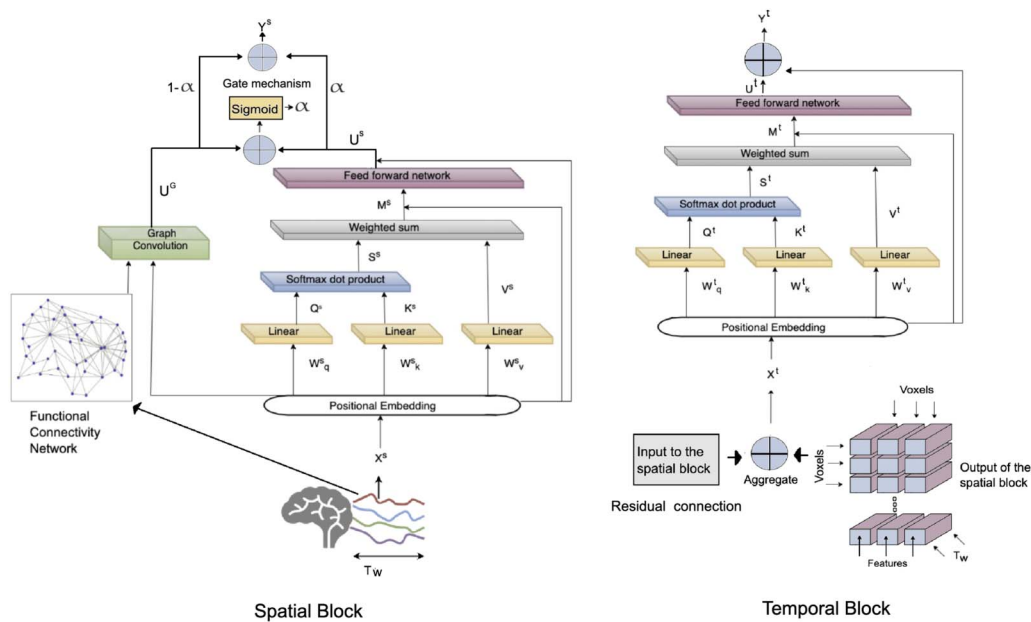 Y^s
1-α
Gate mechanism
α
Sigmoid
α
U^s
U^G
Feed forward network
M^s
Graph
Convolution
Weighted sum
S^s
Softmax dot product
V^s
Q^s
K^s
Linear
Linear
Linear
W^s_q
W^s_k
W^s_v
Positional Embedding
Functional
Connectivity
Network
X^s
T_W
Spatial Block
Y^t
U^t
Feed forward network
M^t
Weighted sum
S^t
Softmax dot product
V^t
Q^t
K^t
Linear
Linear
Linear
W^t_q
W^t_k
W^t_v
Positional Embedding
X^t
Voxels
Input to the
spatial block
Aggregate
Voxels
Output of the
spatial block
Residual connection
Features
T_W
Temporal Block